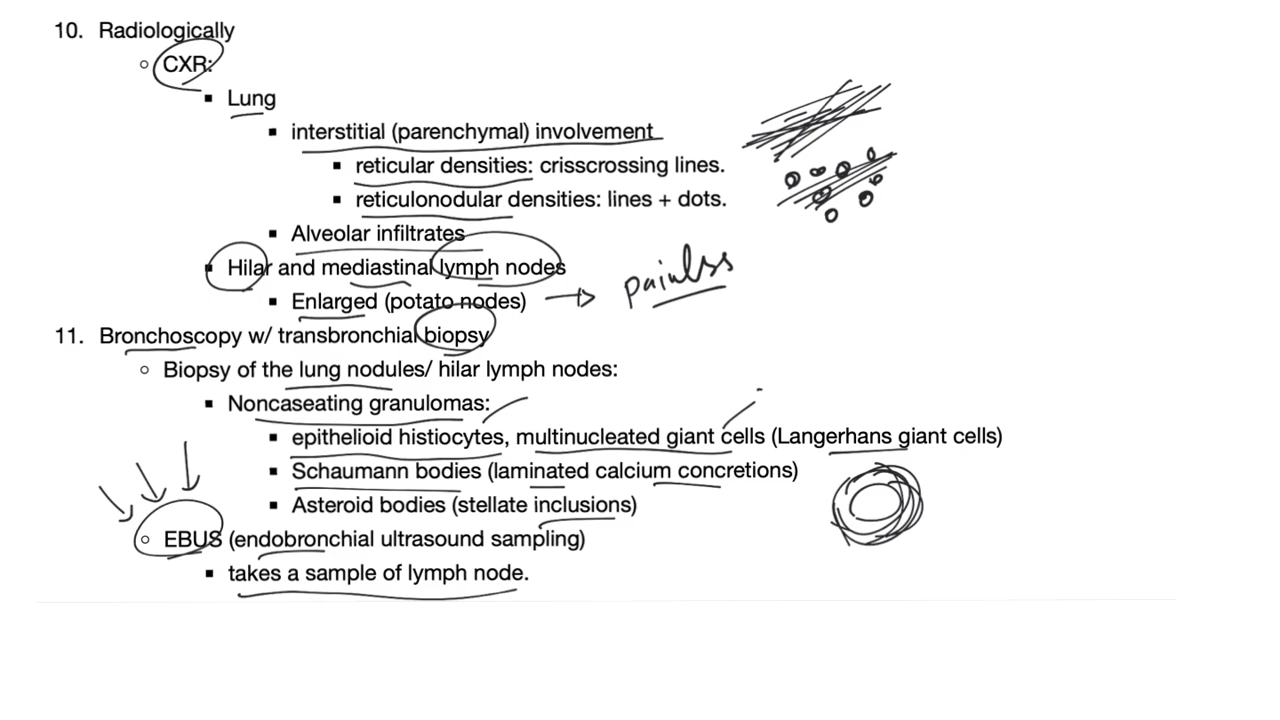 10. Radiologically
○ CXR:
▪ Lung
▪ interstitial (parenchymal) involvement
▪ reticular densities: crisscrossing lines.
▪ reticulonodular densities: lines + dots.
▪ Alveolar infiltrates
▪ Hilar and mediastinal lymph nodes
▪ Enlarged (potato nodes) → painless
11. Bronchoscopy w/ transbronchial biopsy
○ Biopsy of the lung nodules/ hilar lymph nodes:
▪ Noncaseating granulomas:
▪ epithelioid histiocytes, multinucleated giant cells (Langerhans giant cells)
▪ Schaumann bodies (laminated calcium concretions)
▪ Asteroid bodies (stellate inclusions)
○ EBUS (endobronchial ultrasound sampling)
▪ takes a sample of lymph node.